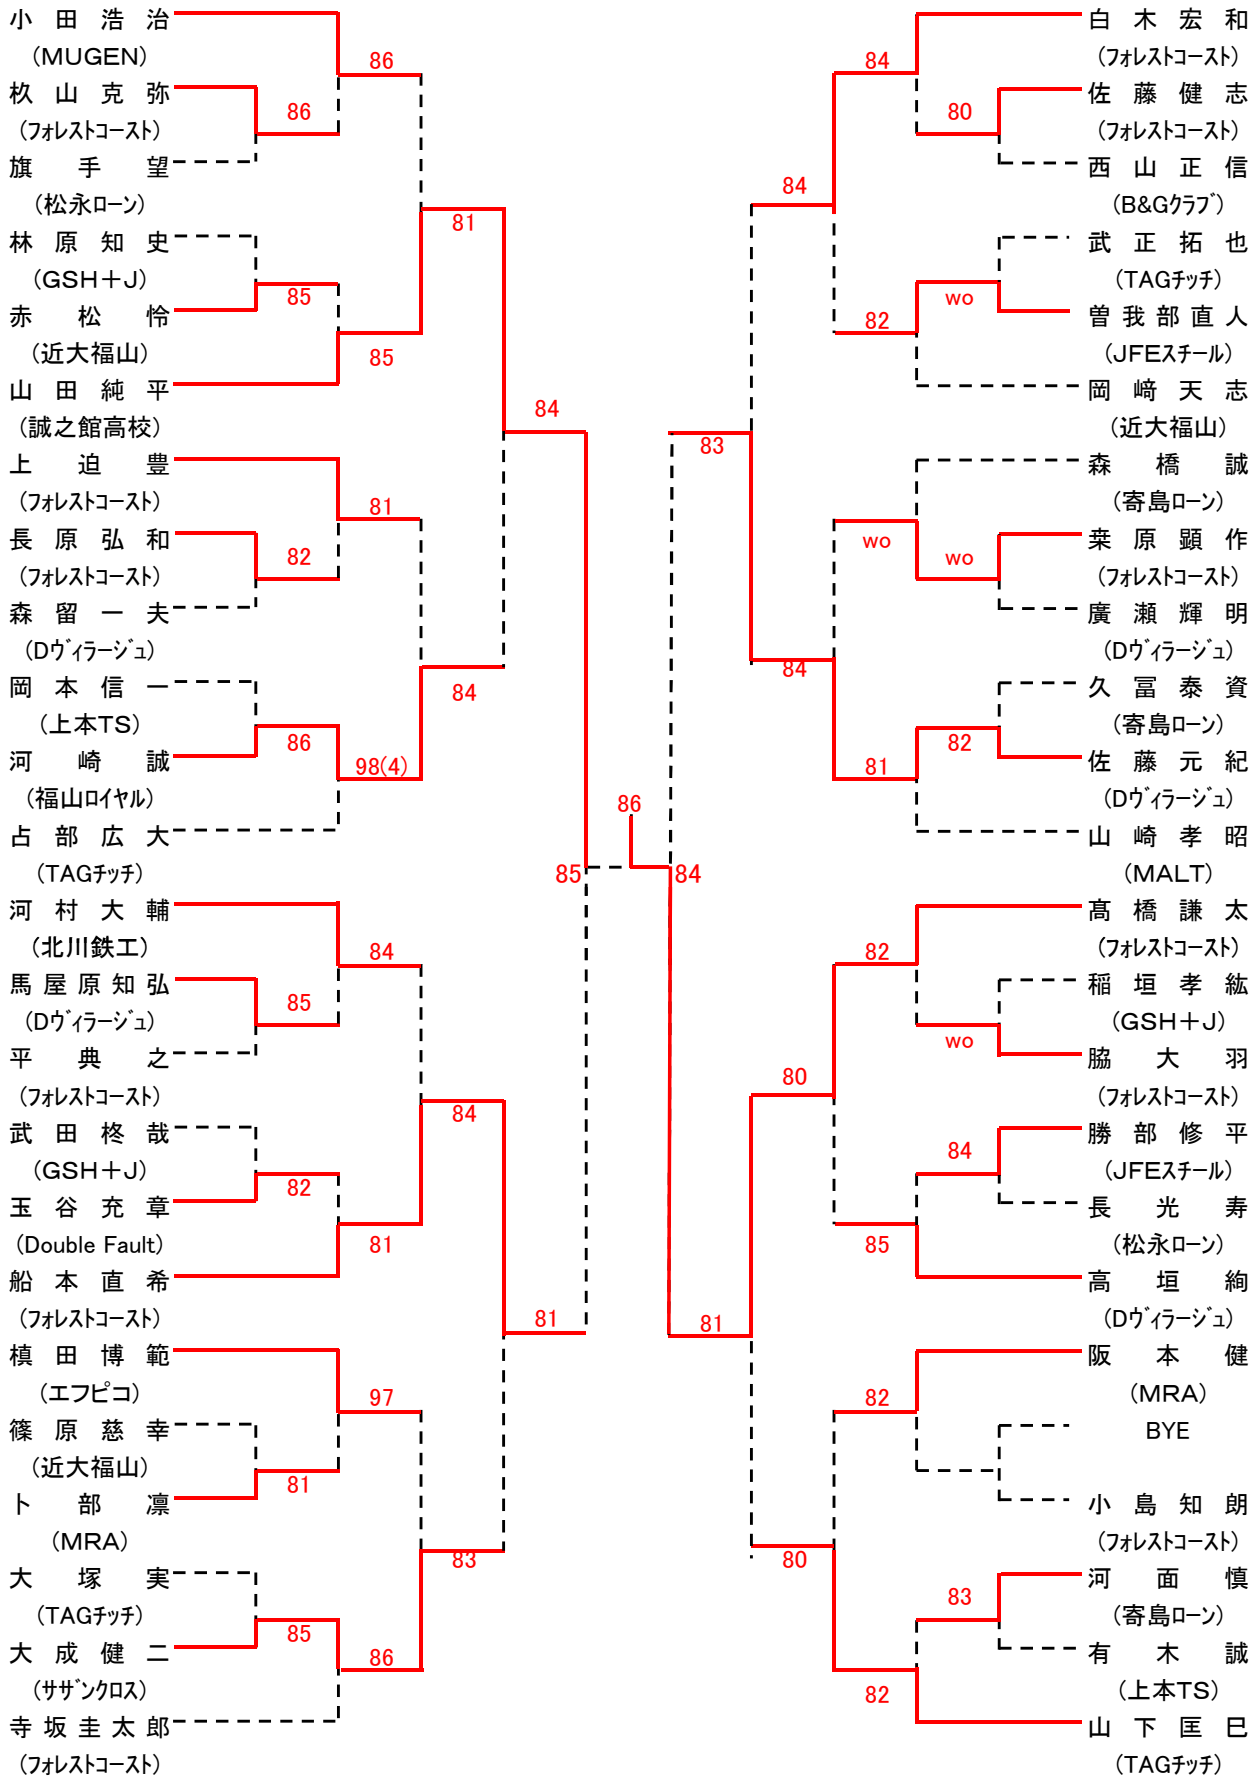 小田浩治
(MUGEN)
杁山克弥
(フォレストコースト)
旗手望
(松永ローン)
林原知史
(GSH+J)
赤松怜
(近大福山)
山田純平
(誠之館高校)
上迫豊
(フォレストコースト)
長原弘和
(フォレストコースト)
森留一夫
(Dヴィラージュ)
岡本信一
(上本TS)
河崎誠
(福山ロイヤル)
占部広大
(TAGチッチ)
河村大輔
(北川鉄工)
馬屋原知弘
(Dヴィラージュ)
平典之
(フォレストコースト)
武田柊哉
(GSH+J)
玉谷充章
(Double Fault)
船本直希
(フォレストコースト)
槙田博範
(エフピコ)
篠原慈幸
(近大福山)
卜部凛
(MRA)
大塚実
(TAGチッチ)
大成健二
(サザンクロス)
寺坂圭太郎
(フォレストコースト)
86
86
85
85
81
82
86
98(4)
84
85
82
81
97
81
85
86
81
84
84
83
84
81
85
86
84
83
81
84
84
80
80
84
82
wo
81
82
85
82
82
80
wo
wo
82
wo
84
83
白木宏和
(フォレストコースト)
佐藤健志
(フォレストコースト)
西山正信
(B&Gクラブ)
武正拓也
(TAGチッチ)
曽我部直人
(JFEスチール)
岡﨑天志
(近大福山)
森橋誠
(寄島ローン)
桒原顕作
(フォレストコースト)
廣瀬輝明
(Dヴィラージュ)
久冨泰資
(寄島ローン)
佐藤元紀
(Dヴィラージュ)
山崎孝昭
(MALT)
髙橋謙太
(フォレストコースト)
稲垣孝紘
(GSH+J)
脇大羽
(フォレストコースト)
勝部修平
(JFEスチール)
長光寿
(松永ローン)
高垣絢
(Dヴィラージュ)
阪本健
(MRA)
BYE
小島知朗
(フォレストコースト)
河面慎
(寄島ローン)
有木誠
(上本TS)
山下匡巳
(TAGチッチ)